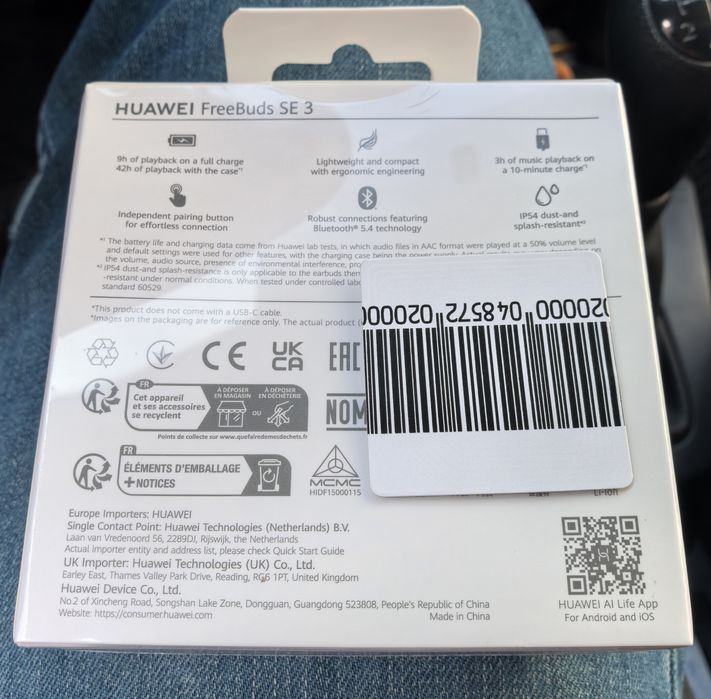 HUAWEI FreeBuds SE 3
9h of playback on a full charge
42h of playback with the case*¹
Lightweight and compact
with ergonomic engineering
3h of music playback on
a 10-minute charge*¹
Independent pairing button
for effortless connection
Robust connections featuring
Bluetooth® 5.4 technology
IP54 dust-and
splash-resistant*²
*¹ The battery life and charging data come from Huawei lab tests, in which audio files in AAC format were played at a 50% volume level
and default settings were used for other features, with the charging case being the power supply. Actual results may
the volume, audio source, presence of environmental interference,
*² IP54 dust-and splash-resistance is only applicable to the earbuds
-resistant under normal conditions. When tested under controlled
standard 60529.
*This product does not come with a USB-C cable.
*Images on the packaging are for reference only. The actual product
CE
UK
CA
EAC
FR
Cet appareil
et ses accessoires
se recyclent
À DÉPOSER
EN MAGASIN
OU
À DÉPOSER
EN DÉCHÈTERIE
Points de collecte sur www.quefairedemesdechets.fr
NOM
FR
ÉLÉMENTS D'EMBALLAGE
+ NOTICES
MCMC
HIDF15000115
020000 048572 02000
Li-ion
Europe Importers: HUAWEI
Single Contact Point: Huawei Technologies (Netherlands) B.V.
Laan van Vredenoord 56, 2289DJ, Rijswijk, the Netherlands
Actual importer entity and address list, please check Quick Start Guide
UK Importer: Huawei Technologies (UK) Co., Ltd.
Earley East, Thames Valley Park Drive, Reading, RG6 1PT, United Kingdom
Huawei Device Co., Ltd.
No.2 of Xincheng Road, Songshan Lake Zone, Dongguan, Guangdong 523808, People's Republic of China
Website: https://consumer.huawei.com
Made in China
HUAWEI AI Life App
For Android and iOS